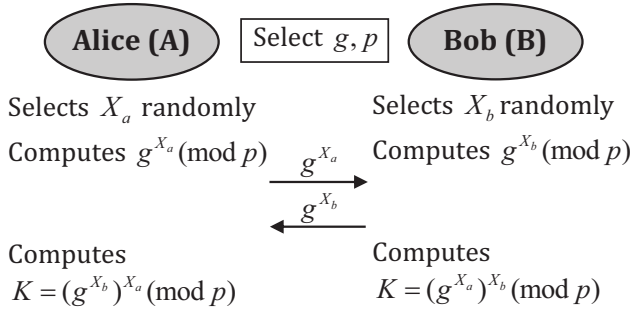 Alice (A)
Select g, p
Bob (B)
Selects X_a randomly
Computes g^{X_a} (mod p)
Selects X_b randomly
Computes g^{X_b} (mod p)
g^{X_a}
g^{X_b}
Computes
K = (g^{X_b})^{X_a} (mod p)
Computes
K = (g^{X_a})^{X_b} (mod p)